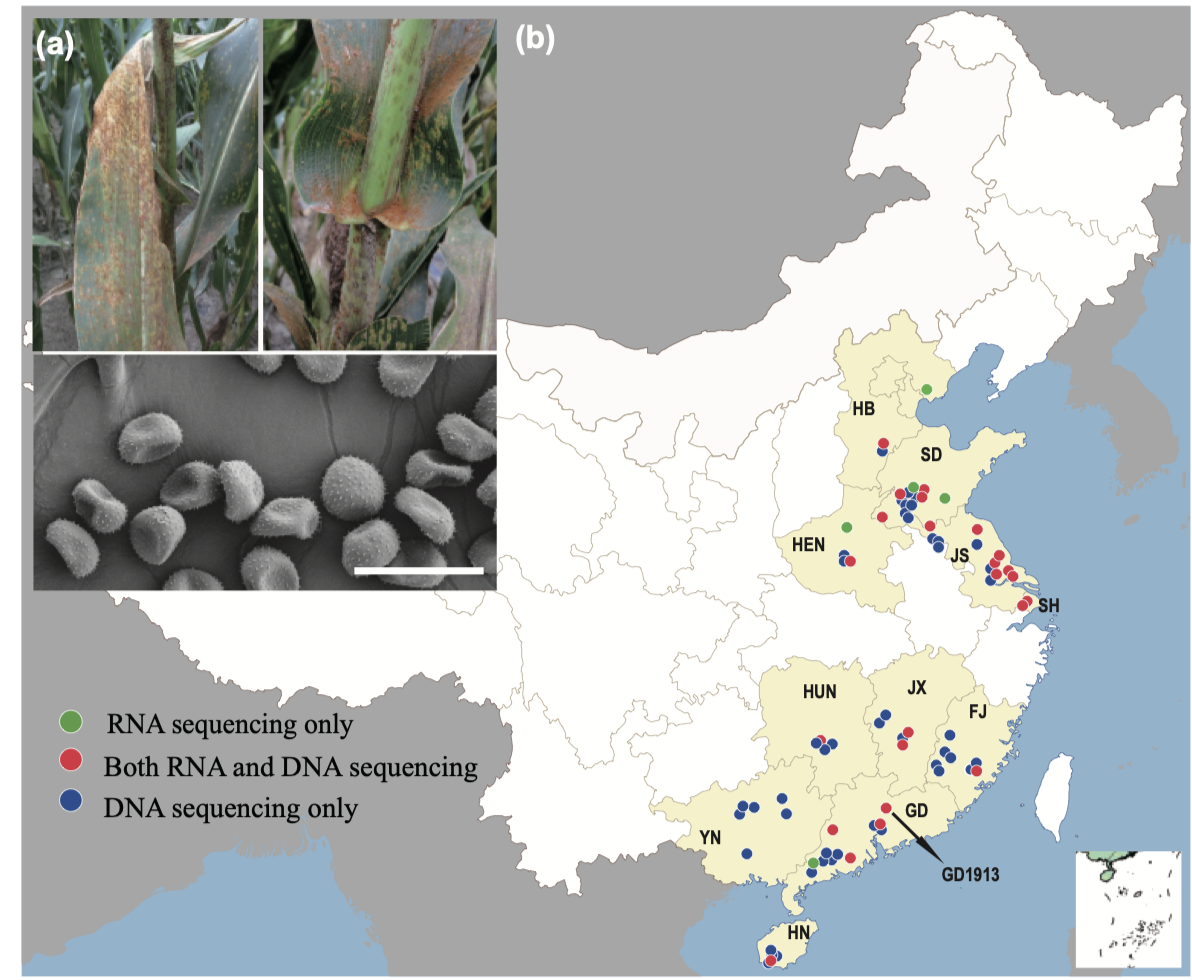 (a)
(b)
HB
SD
HEN
JS
SH
HUN
JX
FJ
RNA sequencing only
Both RNA and DNA sequencing
DNA sequencing only
YN
GD
GD1913
HN